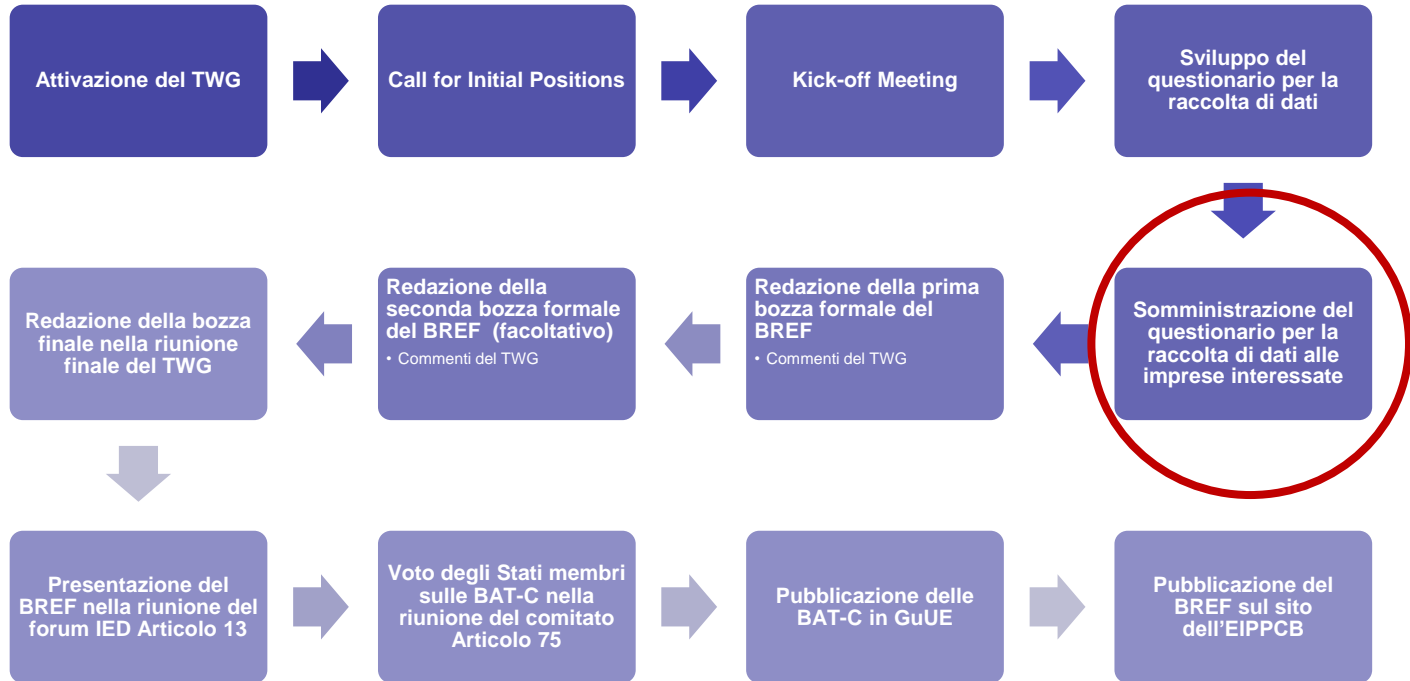 Attivazione del TWG
Call for Initial Positions
Kick-off Meeting
Sviluppo del
questionario per la
raccolta di dati
Somministrazione del
questionario per la
raccolta di dati alle
imprese interessate
Redazione della prima
bozza formale del
BREF
• Commenti del TWG
Redazione della
seconda bozza formale
del BREF (facoltativo)
• Commenti del TWG
Redazione della bozza
finale nella riunione
finale del TWG
Presentazione del
BREF nella riunione del
forum IED Articolo 13
Voto degli Stati membri
sulle BAT-C nella
riunione del comitato
Articolo 75
Pubblicazione delle
BAT-C in GuUE
Pubblicazione del
BREF sul sito
dell’EIPPCB